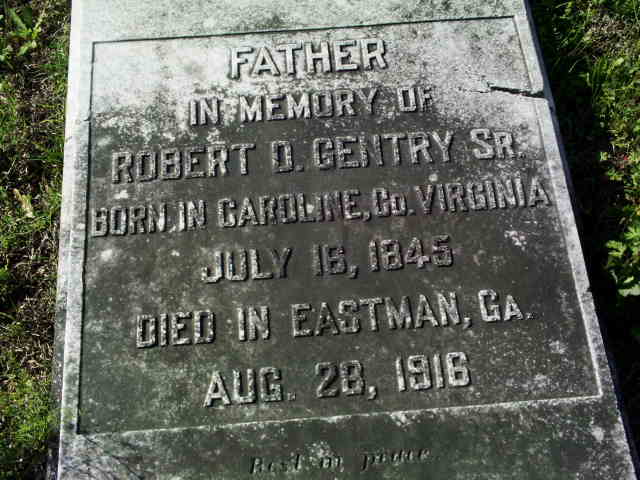 FATHER
IN MEMORY OF
ROBERT D. GENTRY SR.
BORN IN CAROLINE, CO. VIRGINIA
JULY 16, 1845
DIED IN EASTMAN, GA.
AUG. 28, 1916
Rest in peace.